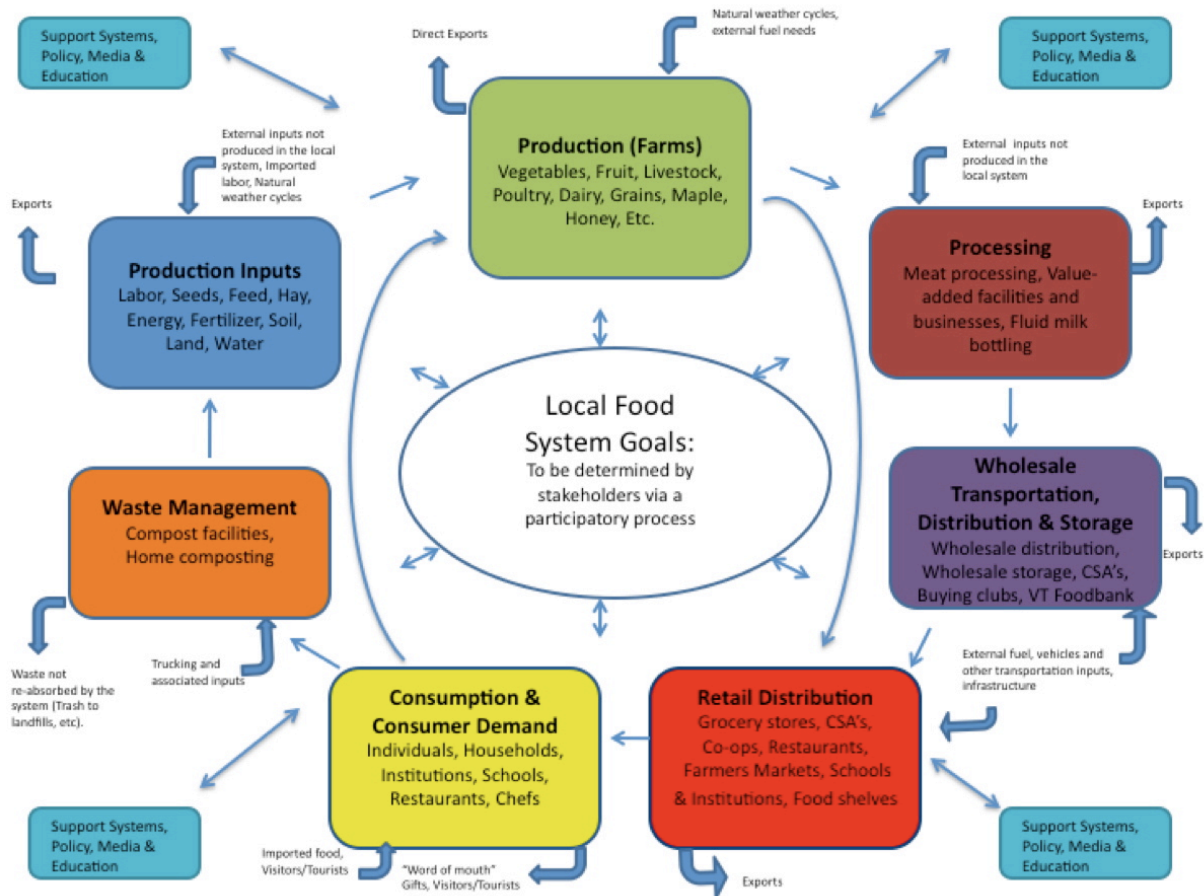 Support Systems,
Policy, Media &
Education
Direct Exports
Natural weather cycles,
external fuel needs
Support Systems,
Policy, Media &
Education
Production (Farms)
Vegetables, Fruit, Livestock,
Poultry, Dairy, Grains, Maple,
Honey, Etc.
External inputs not
produced in the local
system, Imported
labor, Natural
weather cycles
Exports
Production Inputs
Labor, Seeds, Feed, Hay,
Energy, Fertilizer, Soil,
Land, Water
External inputs not
produced in the
local system
Exports
Processing
Meat processing, Value-
added facilities and
businesses, Fluid milk
bottling
Local Food
System Goals:
To be determined by
stakeholders via a
participatory process
Waste Management
Compost facilities,
Home composting
Wholesale
Transportation,
Distribution & Storage
Wholesale distribution,
Wholesale storage, CSA's,
Buying clubs, VT Foodbank
Exports
Waste not
re-absorbed by the
system (Trash to
landfills, etc).
Trucking and
associated inputs
External fuel, vehicles and
other transportation inputs,
infrastructure
Consumption &
Consumer Demand
Individuals, Households,
Institutions, Schools,
Restaurants, Chefs
Retail Distribution
Grocery stores, CSA's,
Co-ops, Restaurants,
Farmers Markets, Schools
& Institutions, Food shelves
Support Systems,
Policy, Media &
Education
Imported food,
Visitors/Tourists
"Word of mouth"
Gifts, Visitors/Tourists
Exports
Support Systems,
Policy, Media &
Education